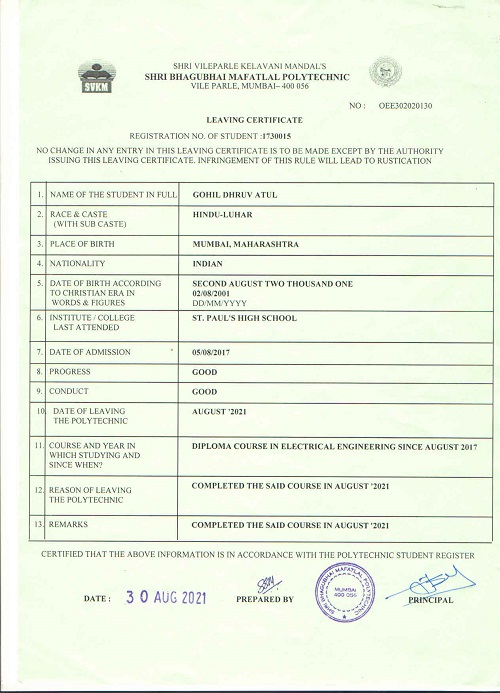 SHRI VILEPARLE KELAVANI MANDAL'S
SHRI BHAGUBHAI MAFATLAL POLYTECHNIC
VILE PARLE, MUMBAI– 400 056
SVKM
NO : OEE302020130
LEAVING CERTIFICATE
REGISTRATION NO. OF STUDENT :1730015
NO CHANGE IN ANY ENTRY IN THIS LEAVING CERTIFICATE IS TO BE MADE EXCEPT BY THE AUTHORITY
ISSUING THIS LEAVING CERTIFICATE. INFRINGEMENT OF THIS RULE WILL LEAD TO RUSTICATION
1. NAME OF THE STUDENT IN FULL GOHIL DHRUV ATUL
2. RACE & CASTE HINDU-LUHAR
(WITH SUB CASTE)
3. PLACE OF BIRTH MUMBAI, MAHARASHTRA
4. NATIONALITY INDIAN
5. DATE OF BIRTH ACCORDING SECOND AUGUST TWO THOUSAND ONE
TO CHRISTIAN ERA IN 02/08/2001
WORDS & FIGURES DD/MM/YYYY
6. INSTITUTE / COLLEGE ST. PAUL'S HIGH SCHOOL
LAST ATTENDED
7. DATE OF ADMISSION 05/08/2017
8. PROGRESS GOOD
9. CONDUCT GOOD
10. DATE OF LEAVING AUGUST '2021
THE POLYTECHNIC
11. COURSE AND YEAR IN DIPLOMA COURSE IN ELECTRICAL ENGINEERING SINCE AUGUST 2017
WHICH STUDYING AND
SINCE WHEN?
12. REASON OF LEAVING COMPLETED THE SAID COURSE IN AUGUST '2021
THE POLYTECHNIC
13. REMARKS COMPLETED THE SAID COURSE IN AUGUST '2021
CERTIFIED THAT THE ABOVE INFORMATION IS IN ACCORDANCE WITH THE POLYTECHNIC STUDENT REGISTER
DATE : 30 AUG 2021 PREPARED BY PRINCIPAL
SHRI BHAGUBHAI MAFATLAL POLYTECHNIC
MUMBAI
400 056